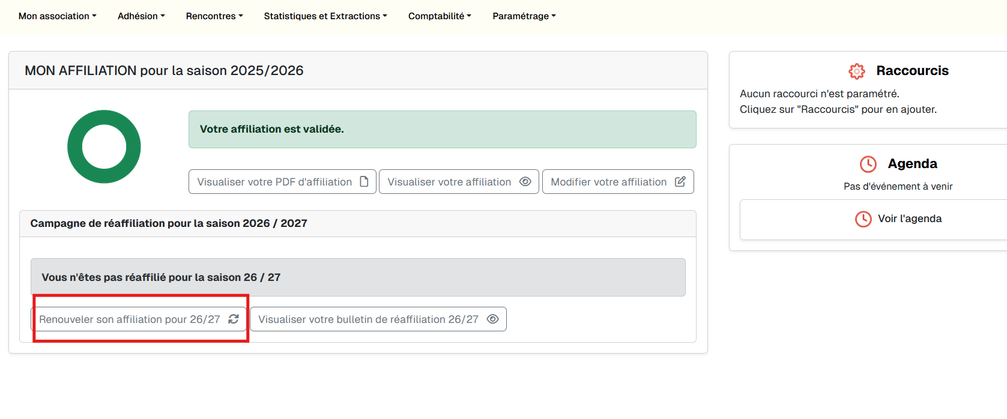 Mon association Adhésion Rencontres Statistiques et Extractions Comptabilité Paramétrage
MON AFFILIATION pour la saison 2025/2026
Votre affiliation est validée.
Visualiser votre PDF d'affiliation Visualiser votre affiliation Modifier votre affiliation
Campagne de réaffiliation pour la saison 2026 / 2027
Vous n'êtes pas réaffilié pour la saison 26 / 27
Renouveler son affiliation pour 26/27 Visualiser votre bulletin de réaffiliation 26/27
Raccourcis
Aucun raccourci n'est paramétré.
Cliquez sur "Raccourcis" pour en ajouter.
Agenda
Pas d'événement à venir
Voir l'agenda